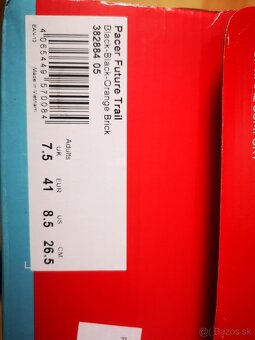 Pacer Future Trail
Black-Black-Orange Brick
382884 05
Adults
UK EUR US CM
7.5 41 8.5 26.5
4 065449 570084
EAN13
Made in Vietnam
Bazos.sk